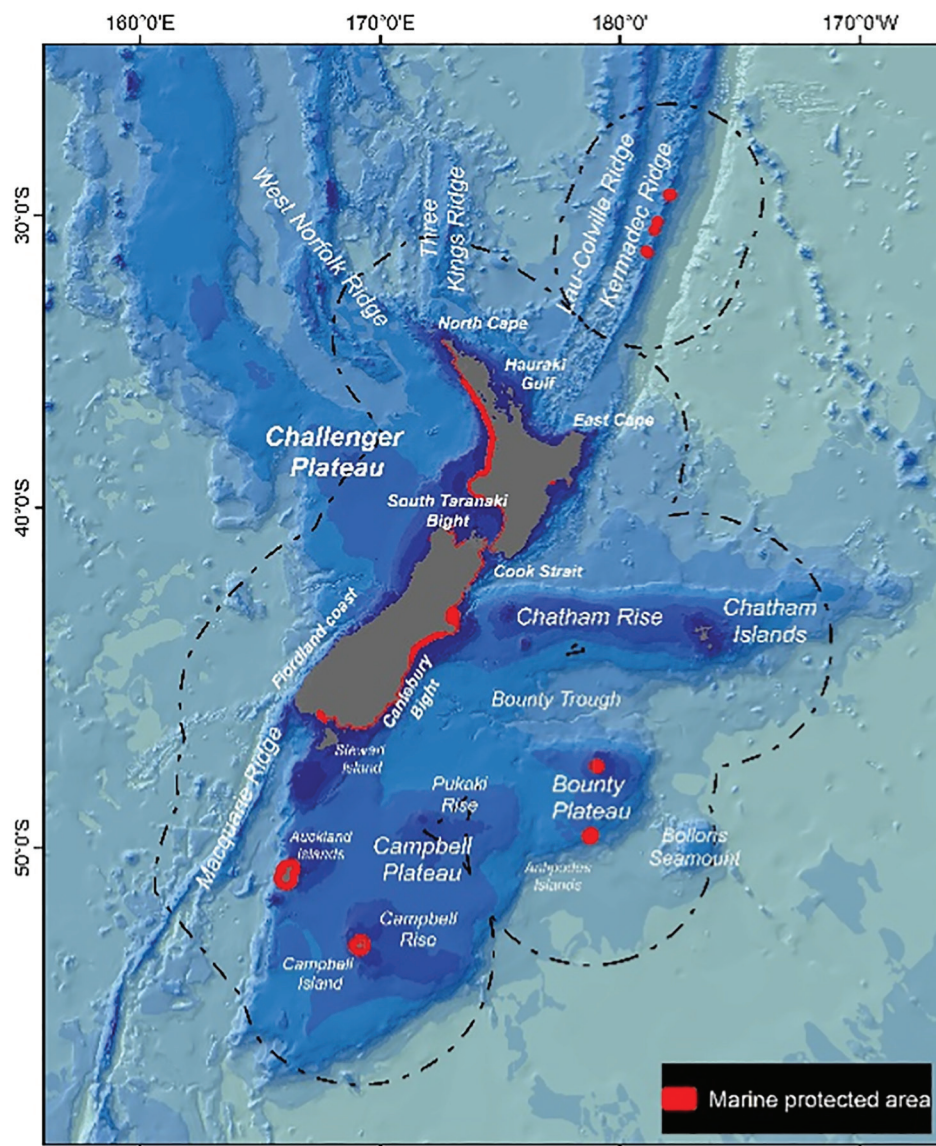 160°0'E
170°0'E
180°0'
170°0'W
30°0'S
40°0'S
50°0'S
West Norfolk Ridge
Three
Kings Ridge
Lau-Colville Ridge
Kermadec Ridge
North Cape
Hauraki
Gulf
East Cape
Challenger
Plateau
South Taranaki
Bight
Cook Strait
Chatham Rise
Chatham
Islands
Fiordland coast
Cantebury
Bight
Bounty Trough
Stewart
Island
Macquarie Ridge
Pukaki
Rise
Bounty
Plateau
Auckland
Islands
Campbell
Plateau
Antipodes
Islands
Bollons
Seamount
Campbell
Rise
Campbell
Island
Marine protected area